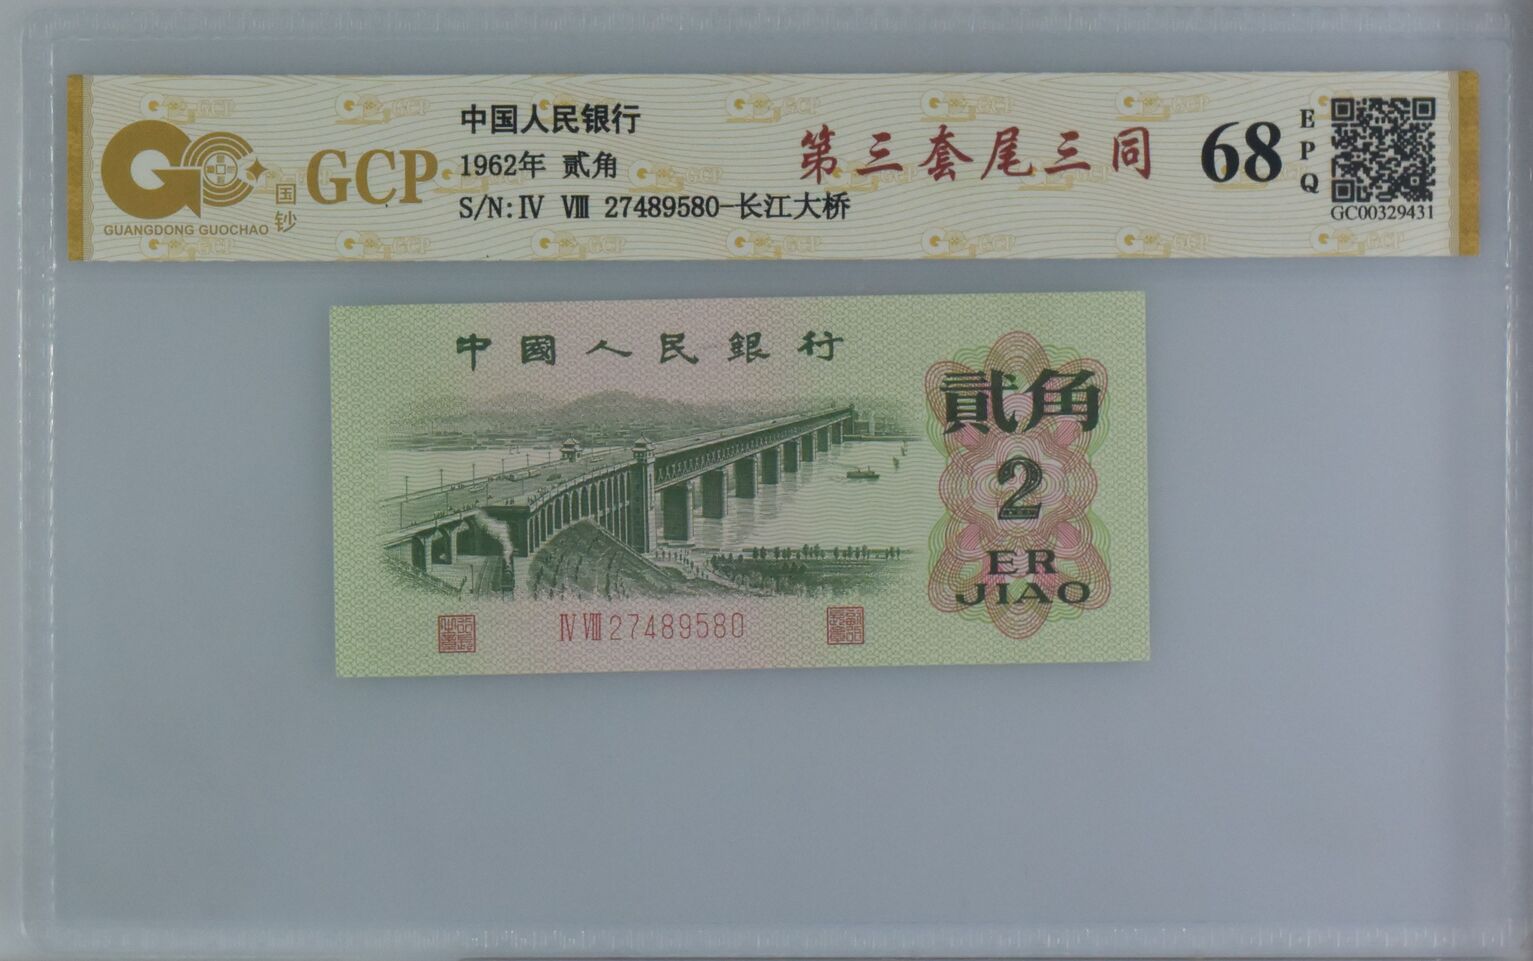 GUANGDONG GUOCHAO
国钞
GCP
中国人民银行
1962年 贰角
S/N:Ⅳ Ⅷ 27489580-长江大桥
第三套尾三同
68
EPQ
GC00329431
中國人民銀行
貳角
2
ER
JIAO
Ⅳ Ⅷ 27489580